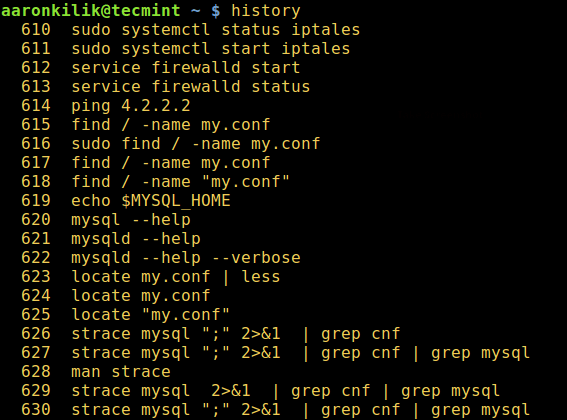 aaronkilik@tecmint ~ $ history
610 sudo systemctl status iptales
611 sudo systemctl start iptales
612 service firewalld start
613 service firewalld status
614 ping 4.2.2.2
615 find / -name my.conf
616 sudo find / -name my.conf
617 find / -name my.conf
618 find / -name "my.conf"
619 echo $MYSQL_HOME
620 mysql --help
621 mysqld --help
622 mysqld --help --verbose
623 locate my.conf | less
624 locate my.conf
625 locate "my.conf"
626 strace mysql ";" 2>&1  | grep cnf
627 strace mysql ";" 2>&1  | grep cnf | grep mysql
628 man strace
629 strace mysql  2>&1  | grep cnf | grep mysql
630 strace mysql ";" 2>&1  | grep cnf | grep mysql